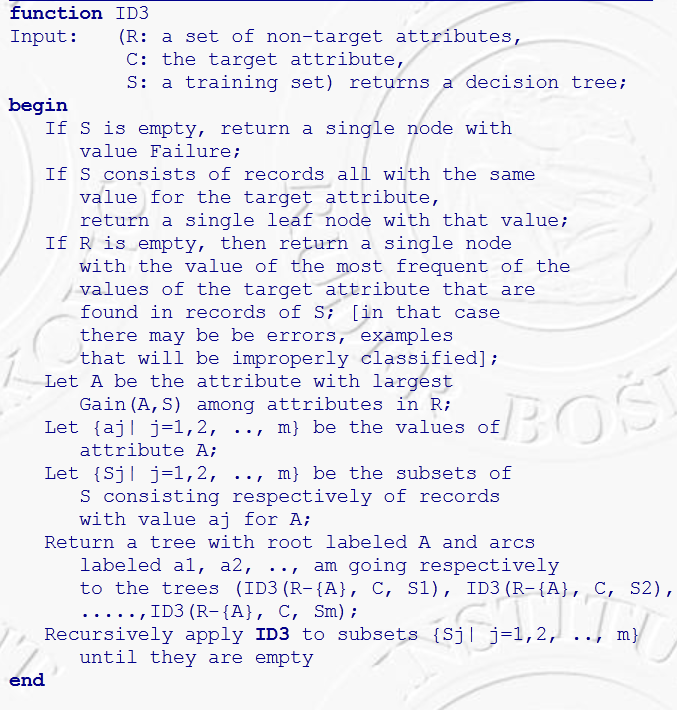 function ID3
Input: (R: a set of non-target attributes,
C: the target attribute,
S: a training set) returns a decision tree;
begin
If S is empty, return a single node with
value Failure;
If S consists of records all with the same
value for the target attribute,
return a single leaf node with that value;
If R is empty, then return a single node
with the value of the most frequent of the
values of the target attribute that are
found in records of S; [in that case
there may be be errors, examples
that will be improperly classified];
Let A be the attribute with largest
Gain(A,S) among attributes in R;
Let {aj| j=1,2, .., m} be the values of
attribute A;
Let {Sj| j=1,2, .., m} be the subsets of
S consisting respectively of records
with value aj for A;
Return a tree with root labeled A and arcs
labeled a1, a2, .., am going respectively
to the trees (ID3(R-{A}, C, S1), ID3(R-{A}, C, S2),
.....,ID3(R-{A}, C, Sm);
Recursively apply ID3 to subsets {Sj| j=1,2, .., m}
until they are empty
end